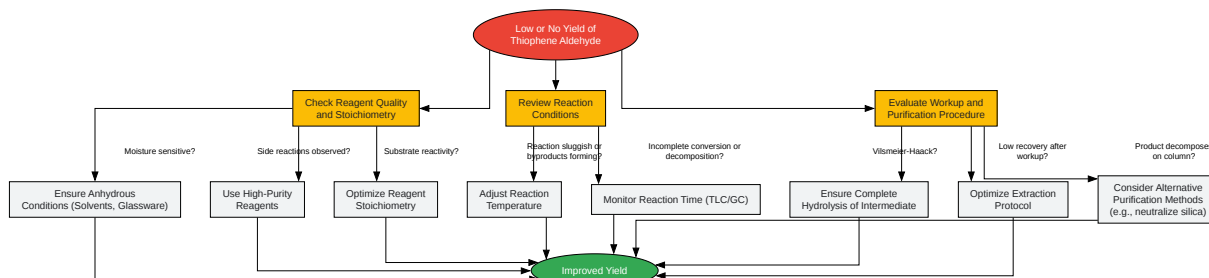 Low or No Yield of
Thiophene Aldehyde
Check Reagent Quality
and Stoichiometry
Review Reaction
Conditions
Evaluate Workup and
Purification Procedure
Moisture sensitive?
Side reactions observed?
Substrate reactivity?
Reaction sluggish or
byproducts forming?
Incomplete conversion or
decomposition?
Vilsmeier-Haack?
Low recovery after
workup?
Product decomposes
on column?
Ensure Anhydrous
Conditions (Solvents, Glassware)
Use High-Purity
Reagents
Optimize Reagent
Stoichiometry
Adjust Reaction
Temperature
Monitor Reaction Time (TLC/GC)
Ensure Complete
Hydrolysis of Intermediate
Optimize Extraction
Protocol
Consider Alternative
Purification Methods
(e.g., neutralize silica)
Improved Yield